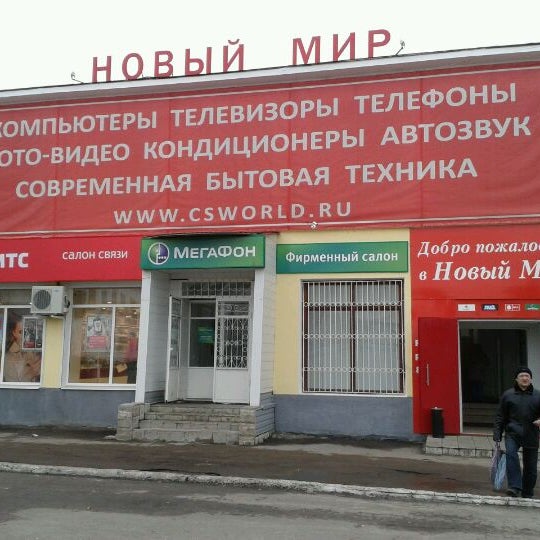 НОВЫЙ МИР
КОМПЬЮТЕРЫ ТЕЛЕВИЗОРЫ ТЕЛЕФОНЫ
ОТО-ВИДЕО КОНДИЦИОНЕРЫ АВТОЗВУК
СОВРЕМЕННАЯ БЫТОВАЯ ТЕХНИКА
WWW.CSWORLD.RU
МТС
салон связи
МЕГАФОН
Фирменный салон
Добро пожало
в Новый М